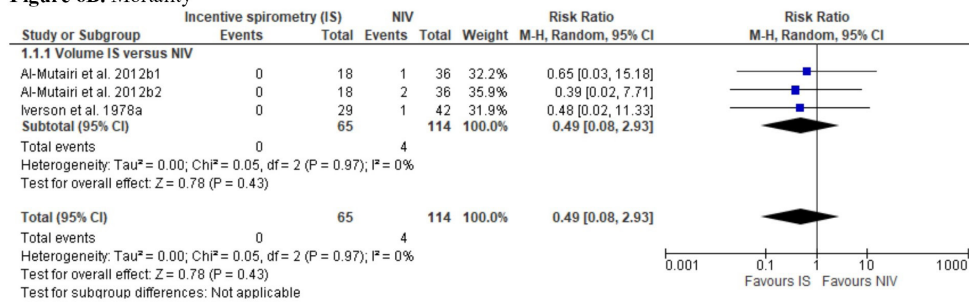 Figure 6B. Mortality
Incentive spirometry (IS) NIV Risk Ratio Risk Ratio
Study or Subgroup Events Total Events Total Weight M-H, Random, 95% CI M-H, Random, 95% CI
1.1.1 Volume IS versus NIV
Al-Mutairi et al. 2012b1 0 18 1 36 32.2% 0.65 [0.03, 15.18]
Al-Mutairi et al. 2012b2 0 18 2 36 35.9% 0.39 [0.02, 7.71]
Iverson et al. 1978a 0 29 1 42 31.9% 0.48 [0.02, 11.33]
Subtotal (95% CI) 65 114 100.0% 0.49 [0.08, 2.93]
Total events 0 4
Heterogeneity: Tau² = 0.00; Chi² = 0.05, df = 2 (P = 0.97); I² = 0%
Test for overall effect: Z = 0.78 (P = 0.43)
Total (95% CI) 65 114 100.0% 0.49 [0.08, 2.93]
Total events 0 4
Heterogeneity: Tau² = 0.00; Chi² = 0.05, df = 2 (P = 0.97); I² = 0%
Test for overall effect: Z = 0.78 (P = 0.43)
Test for subgroup differences: Not applicable
0.001 0.1 1 10 1000
Favours IS Favours NIV